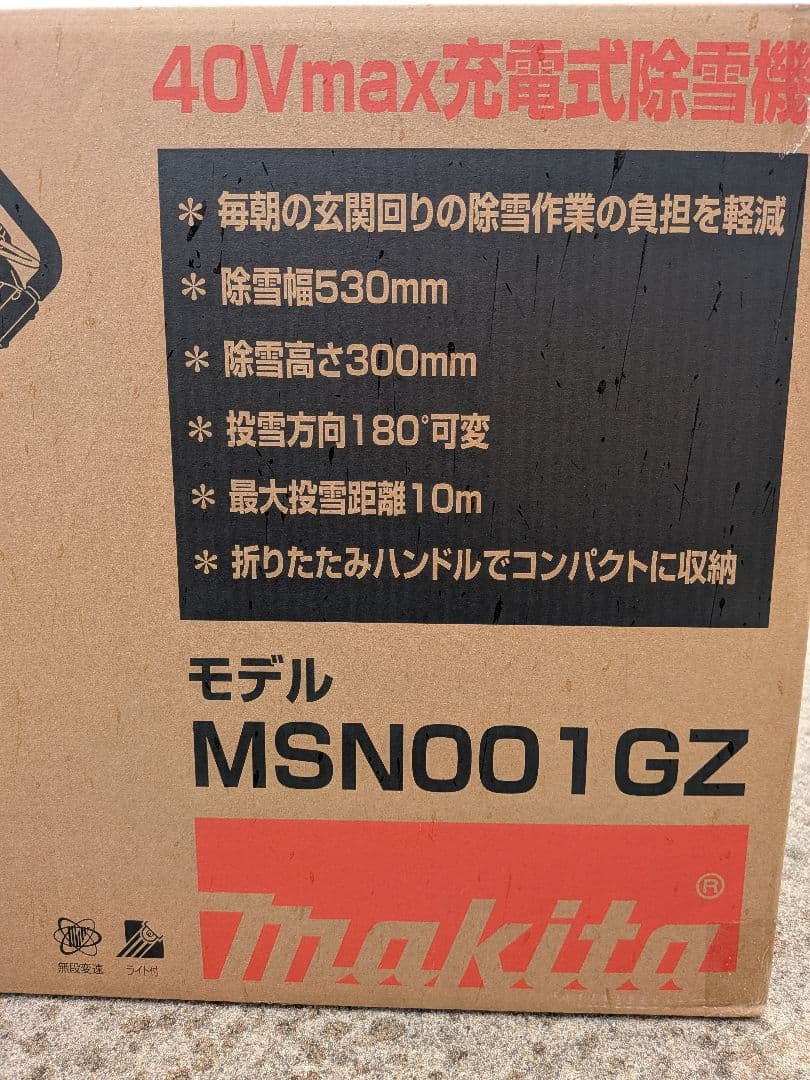 40Vmax充電式除雪機
* 毎朝の玄関回りの除雪作業の負担を軽減
* 除雪幅530mm
* 除雪高さ300mm
* 投雪方向180°可変
* 最大投雪距離10m
* 折りたたみハンドルでコンパクトに収納
モデル
MSN001GZ
makita®
無段変速 ライト付